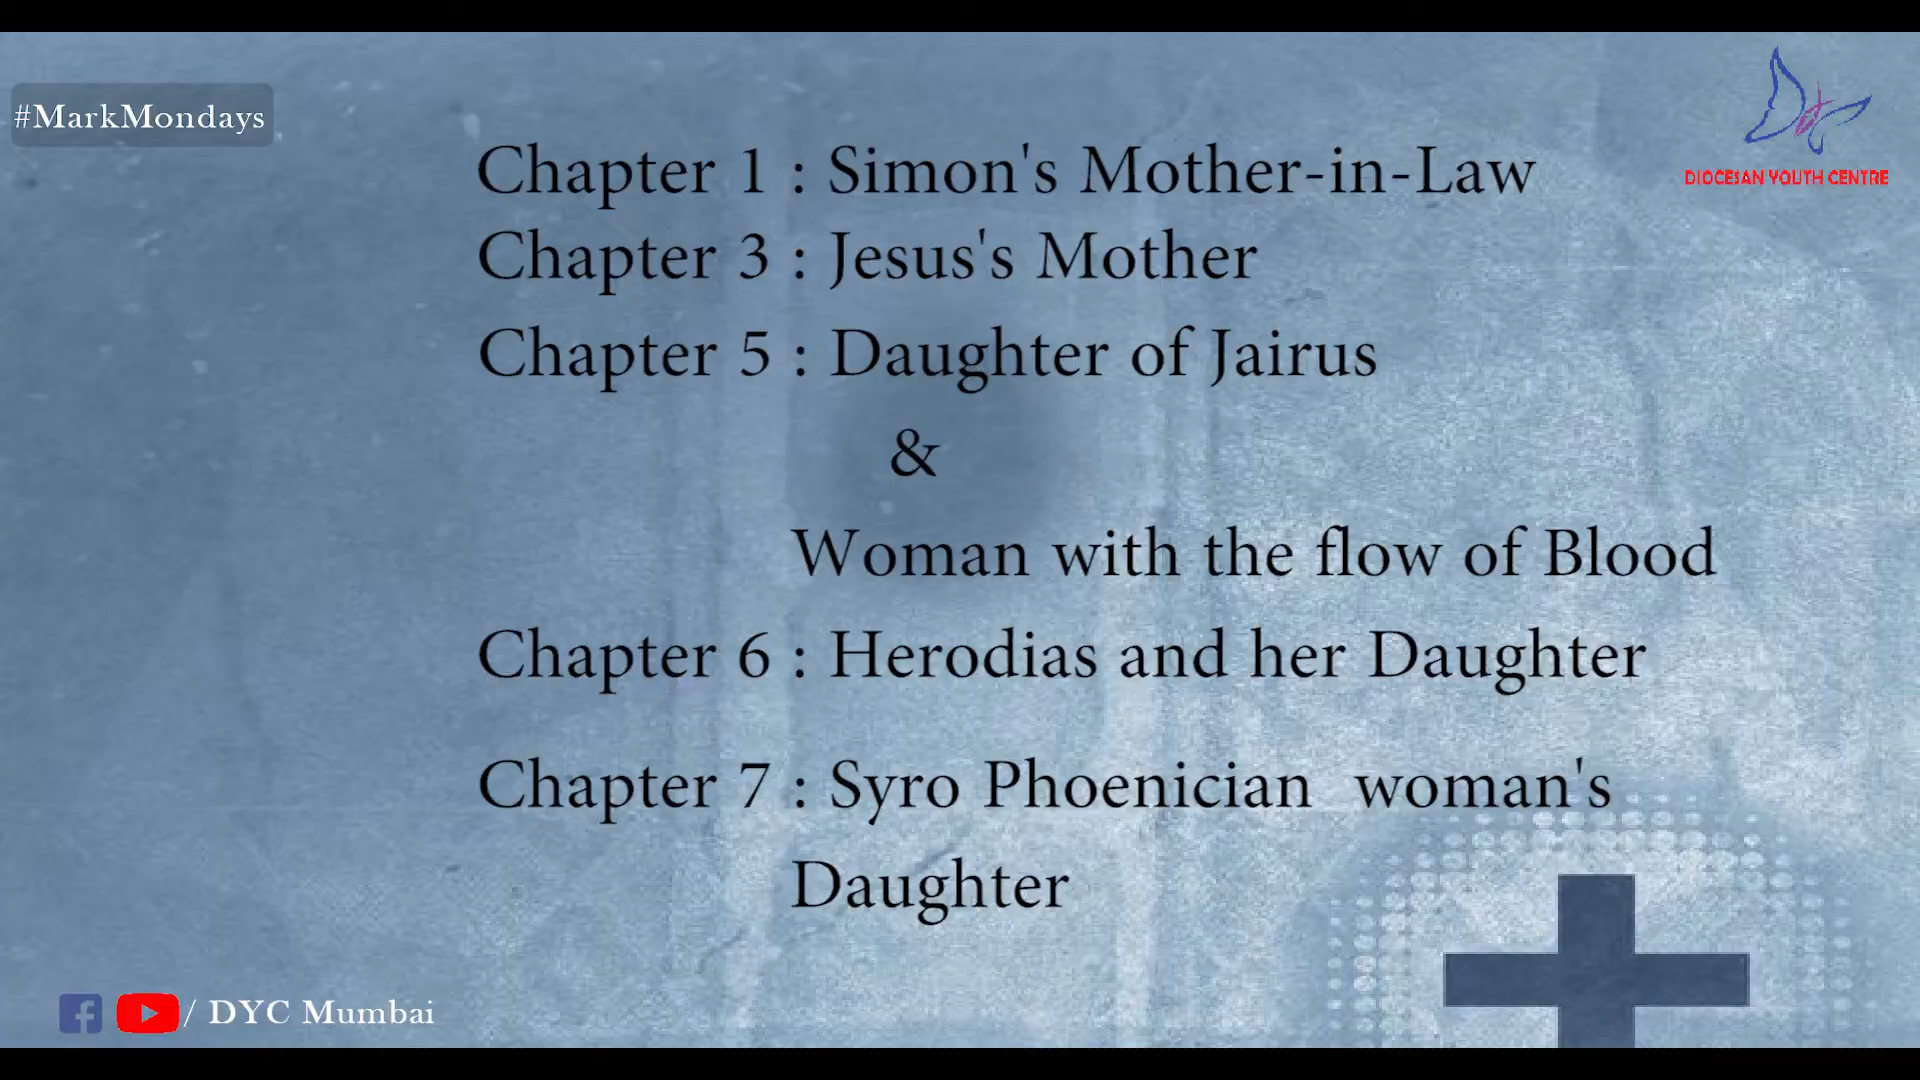 #MarkMondays
DIOCESAN YOUTH CENTRE
Chapter 1 : Simon's Mother-in-Law
Chapter 3 : Jesus's Mother
Chapter 5 : Daughter of Jairus
&
Woman with the flow of Blood
Chapter 6 : Herodias and her Daughter
Chapter 7 : Syro Phoenician woman's
Daughter
/ DYC Mumbai